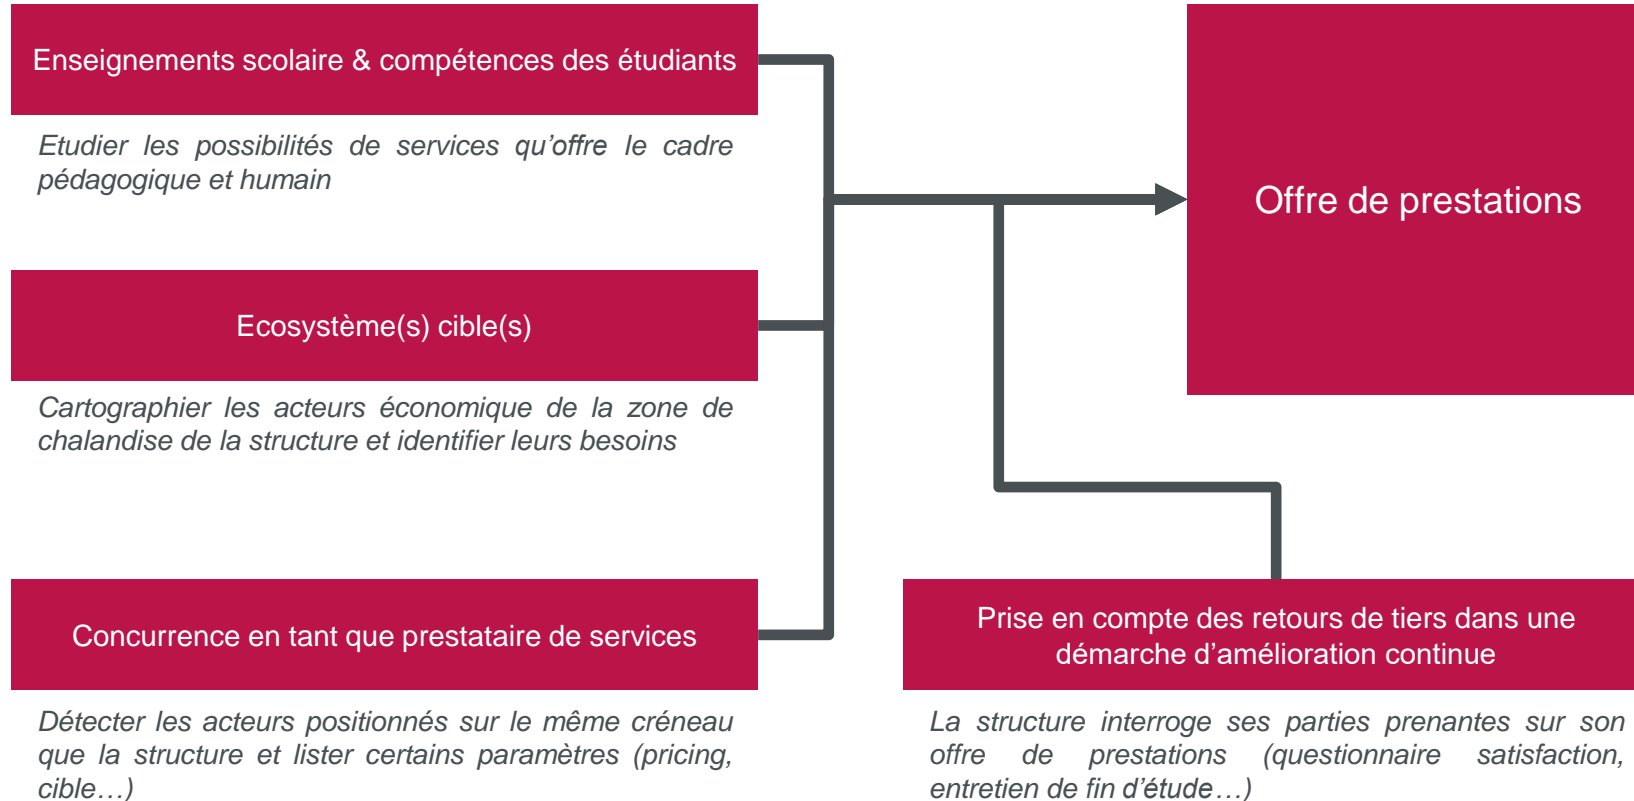 Enseignements scolaire & compétences des étudiants
Etudier les possibilités de services qu’offre le cadre
pédagogique et humain
Offre de prestations
Ecosystème(s) cible(s)
Cartographier les acteurs économique de la zone de
chalandise de la structure et identifier leurs besoins
Concurrence en tant que prestataire de services
Détecter les acteurs positionnés sur le même créneau
que la structure et lister certains paramètres (pricing,
cible…)
Prise en compte des retours de tiers dans une
démarche d’amélioration continue
La structure interroge ses parties prenantes sur son
offre de prestations (questionnaire satisfaction,
entretien de fin d’étude…)